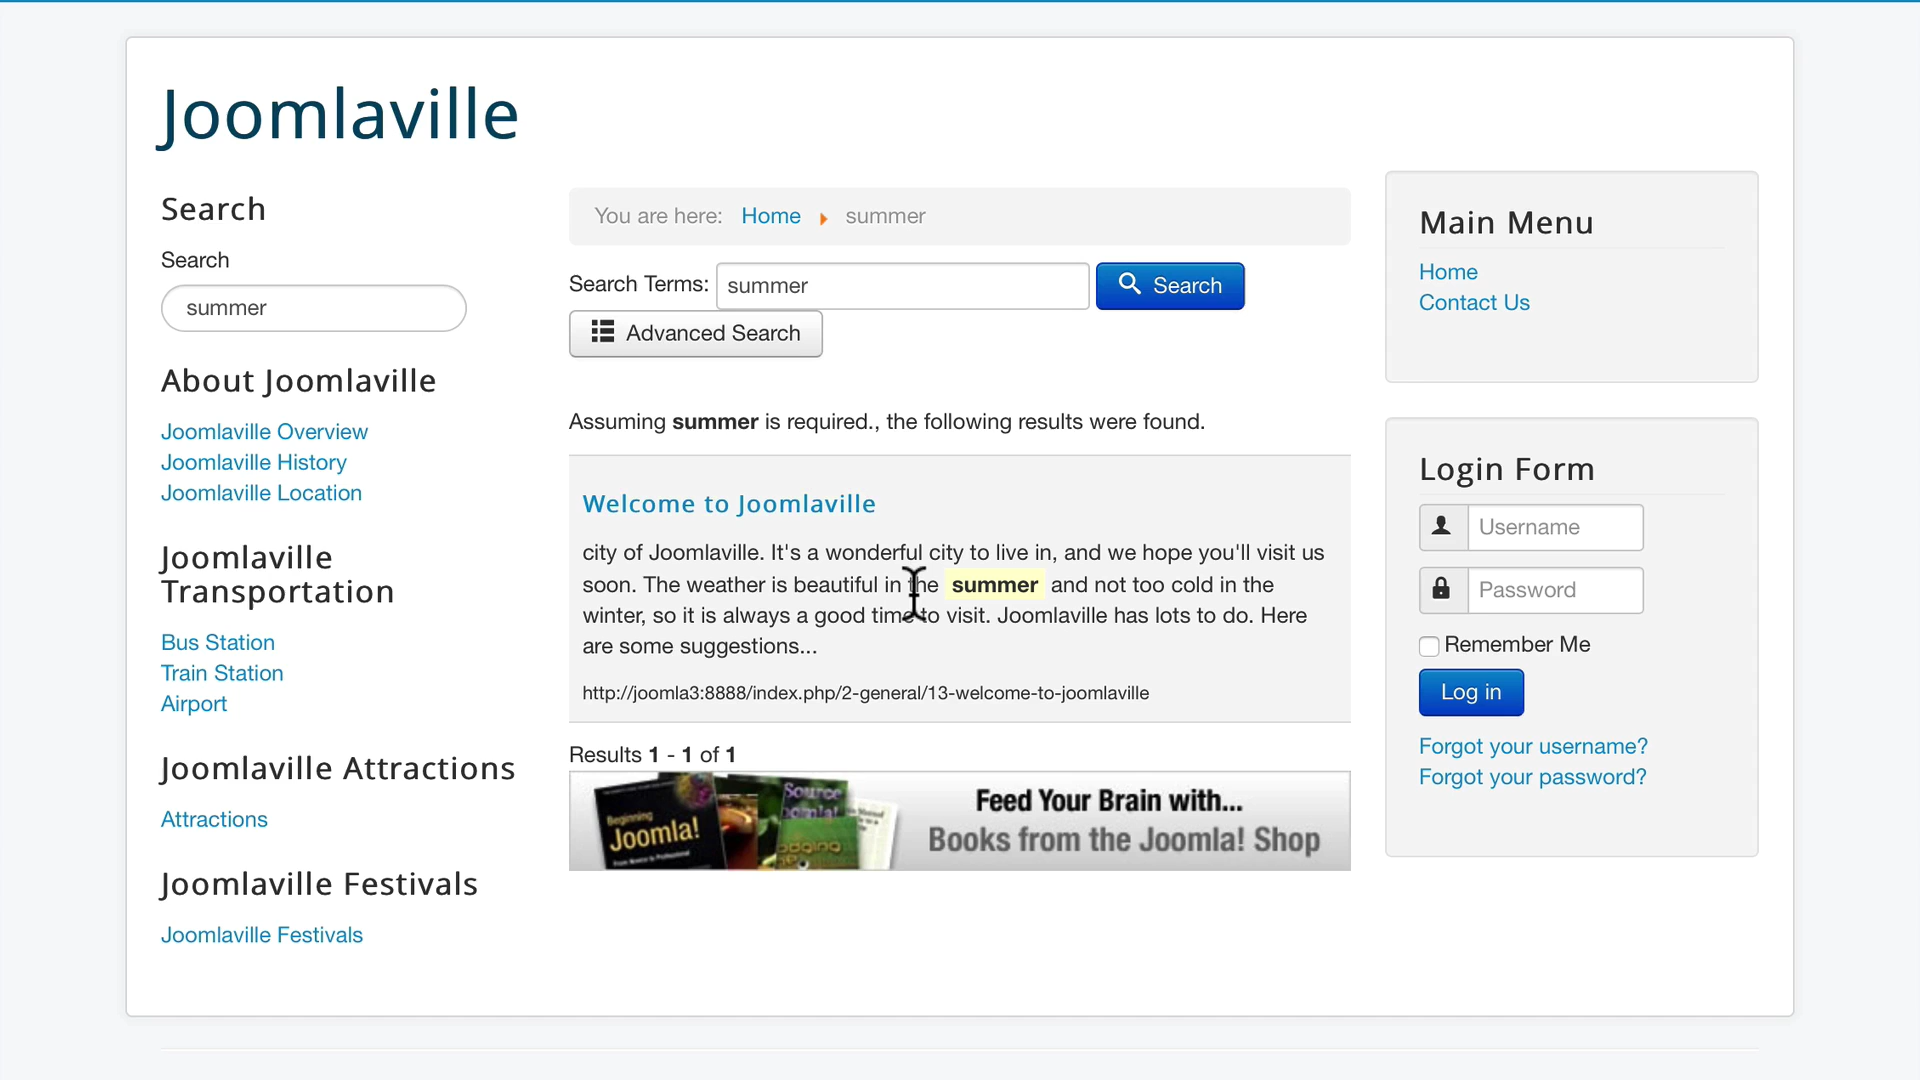 Joomlaville
Search
Search
summer
About Joomlaville
Joomlaville Overview
Joomlaville History
Joomlaville Location
Joomlaville
Transportation
Bus Station
Train Station
Airport
Joomlaville Attractions
Attractions
Joomlaville Festivals
Joomlaville Festivals
You are here: Home summer
Search Terms: summer Search
Advanced Search
Assuming summer is required., the following results were found.
Welcome to Joomlaville
city of Joomlaville. It's a wonderful city to live in, and we hope you'll visit us
soon. The weather is beautiful in the summer and not too cold in the
winter, so it is always a good time to visit. Joomlaville has lots to do. Here
are some suggestions...
http://joomla3:8888/index.php/2-general/13-welcome-to-joomlaville
Results 1 - 1 of 1
Beginning
Joomla!
From Novice to Professional
Source
Joomla!
Feed Your Brain with...
Books from the Joomla! Shop
Main Menu
Home
Contact Us
Login Form
Username
Password
Remember Me
Log in
Forgot your username?
Forgot your password?